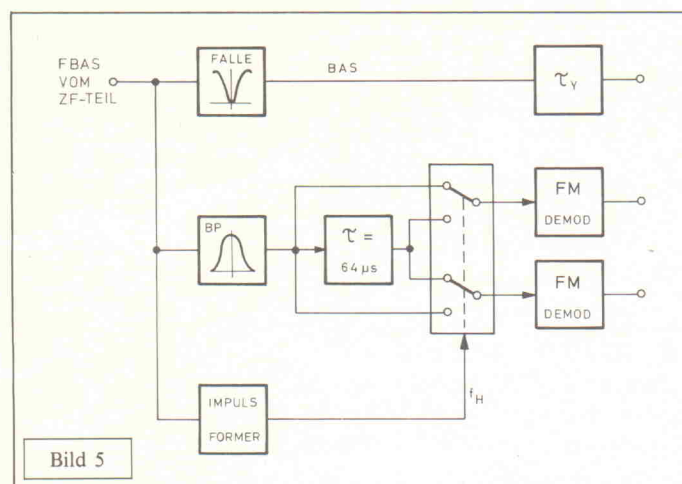 FBAS
VOM
ZF-TEIL
FALLE
BAS
τY
BP
τ =
64 µs
FM
DEMOD
FM
DEMOD
IMPULS
FORMER
fH
Bild 5